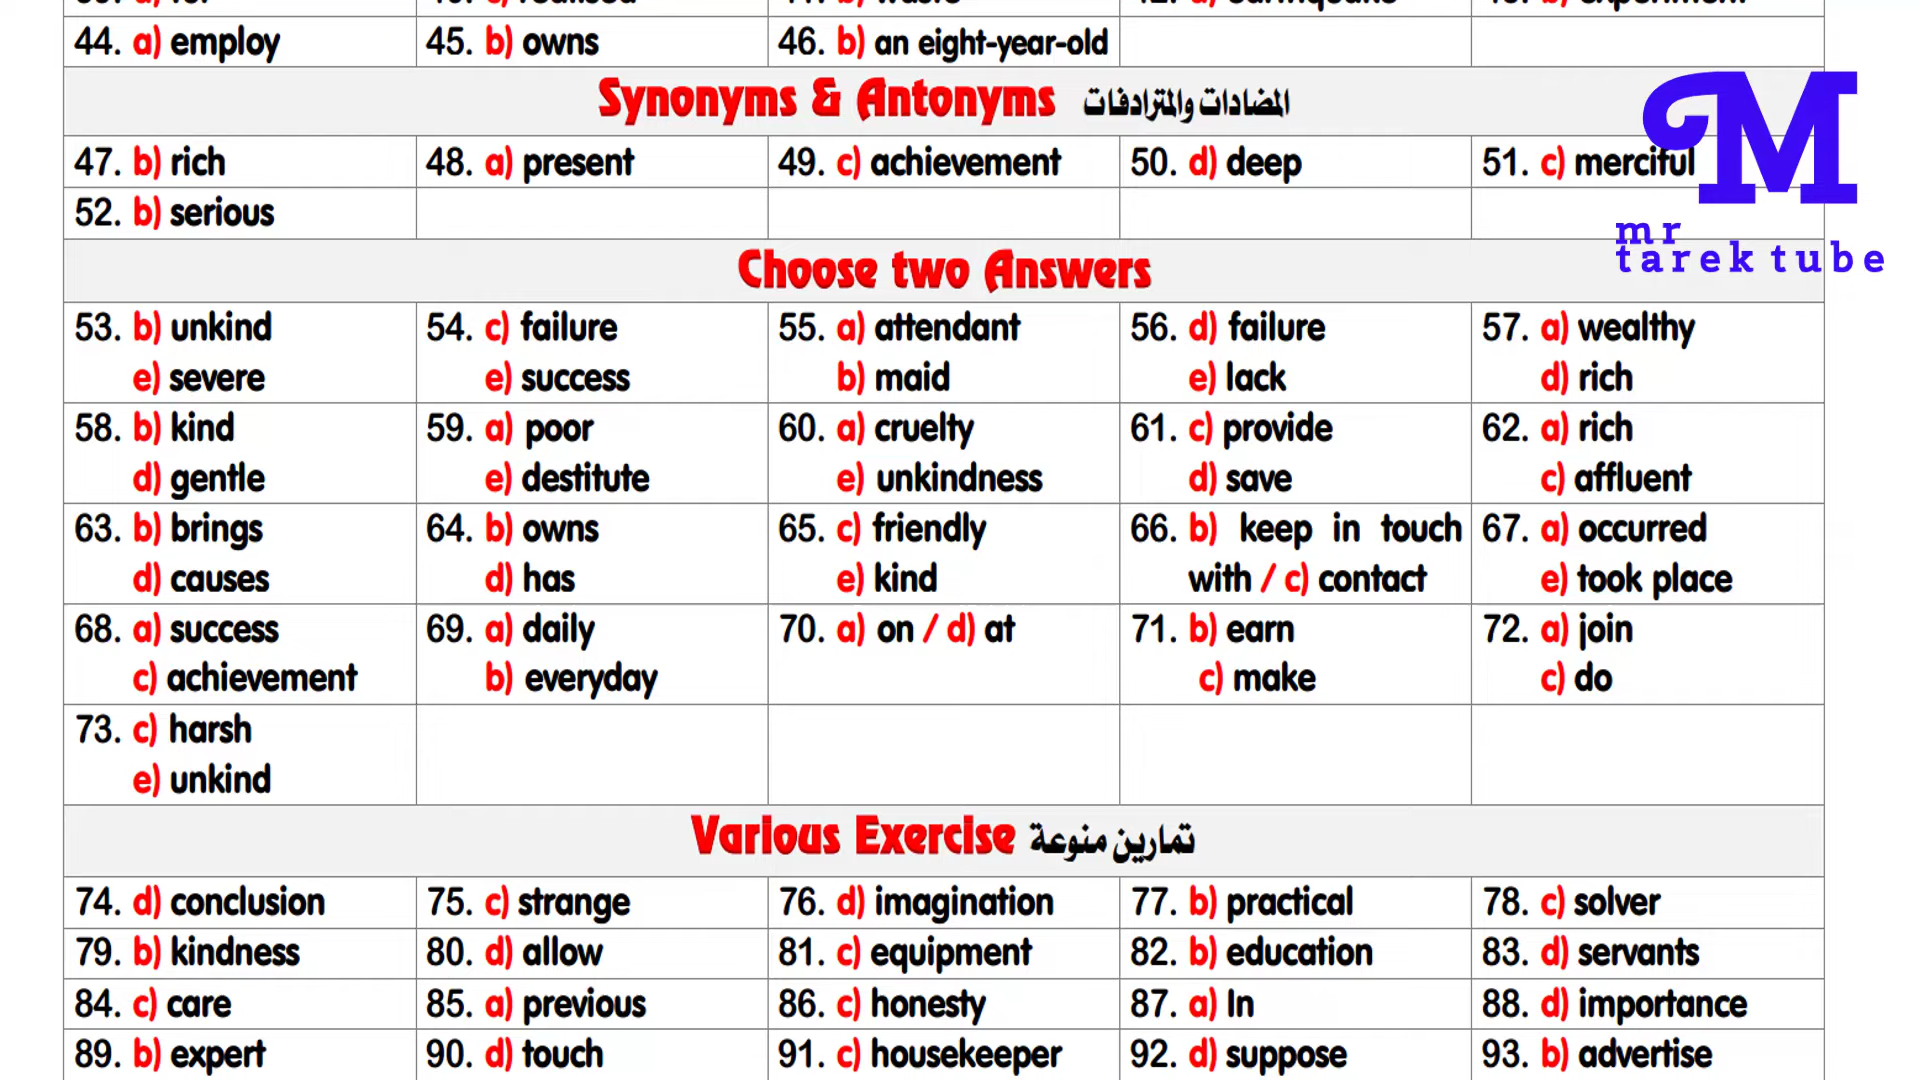 44. a) employ 45. b) owns 46. b) an eight-year-old
Synonyms & Antonyms المضادات والمترادفات
47. b) rich 48. a) present 49. c) achievement 50. d) deep 51. c) merciful
52. b) serious
Choose two Answers
53. b) unkind 54. c) failure 55. a) attendant 56. d) failure 57. a) wealthy
e) severe e) success b) maid e) lack d) rich
58. b) kind 59. a) poor 60. a) cruelty 61. c) provide 62. a) rich
d) gentle e) destitute e) unkindness d) save c) affluent
63. b) brings 64. b) owns 65. c) friendly 66. b) keep in touch 67. a) occurred
d) causes d) has e) kind with / c) contact e) took place
68. a) success 69. a) daily 70. a) on / d) at 71. b) earn 72. a) join
c) achievement b) everyday c) make c) do
73. c) harsh
e) unkind
Various Exercise تمارين منوعة
74. d) conclusion 75. c) strange 76. d) imagination 77. b) practical 78. c) solver
79. b) kindness 80. d) allow 81. c) equipment 82. b) education 83. d) servants
84. c) care 85. a) previous 86. c) honesty 87. a) In 88. d) importance
89. b) expert 90. d) touch 91. c) housekeeper 92. d) suppose 93. b) advertise
M
mr
tarek tube